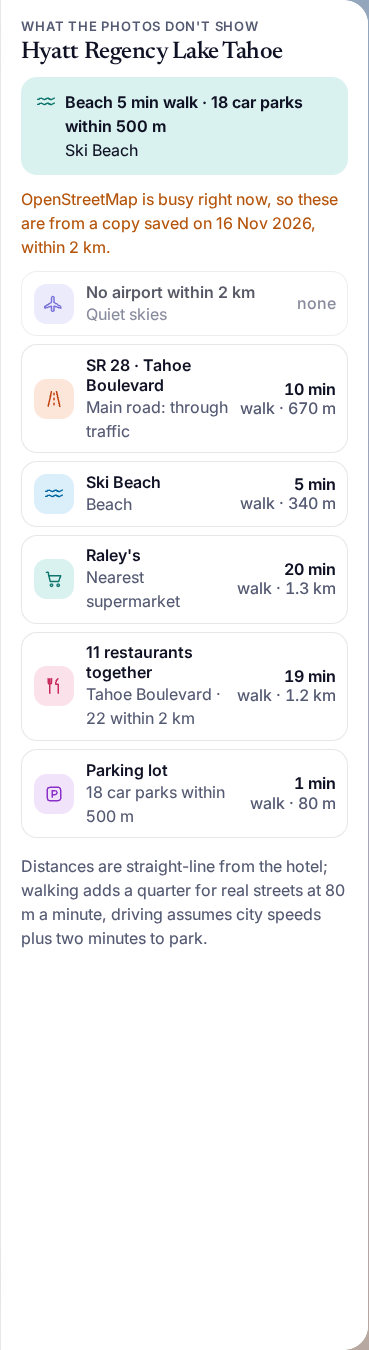 WHAT THE PHOTOS DON'T SHOW
Hyatt Regency Lake Tahoe
Beach 5 min walk · 18 car parks
within 500 m
Ski Beach
OpenStreetMap is busy right now, so these
are from a copy saved on 16 Nov 2026,
within 2 km.
No airport within 2 km
Quiet skies
none
SR 28 · Tahoe
Boulevard
Main road: through
traffic
10 min
walk · 670 m
Ski Beach
Beach
5 min
walk · 340 m
Raley's
Nearest
supermarket
20 min
walk · 1.3 km
11 restaurants
together
Tahoe Boulevard ·
22 within 2 km
19 min
walk · 1.2 km
Parking lot
18 car parks within
500 m
1 min
walk · 80 m
Distances are straight-line from the hotel;
walking adds a quarter for real streets at 80
m a minute, driving assumes city speeds
plus two minutes to park.